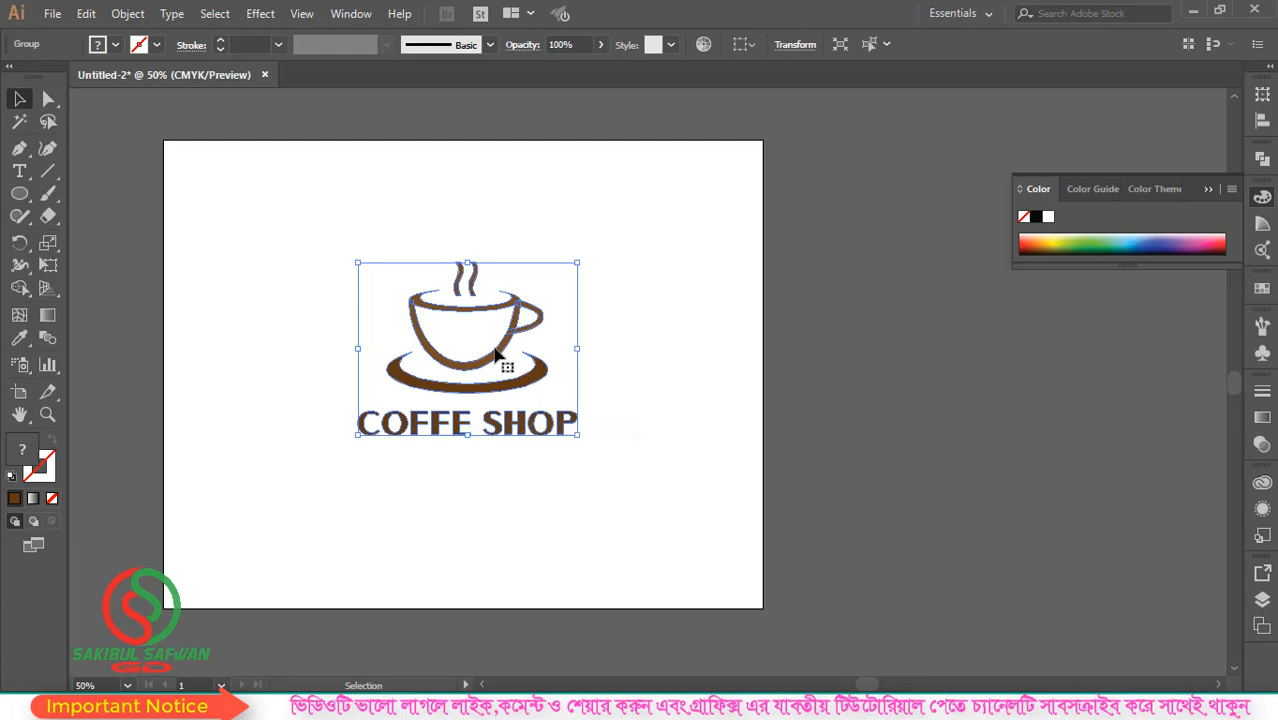 Ai File Edit Object Type Select Effect View Window Help Br St Essentials Search Adobe Stock
Group ? Stroke: Basic Opacity: 100% Style: Transform
Untitled-2* @ 50% (CMYK/Preview) ×
Color Color Guide Color Theme
COFFE SHOP
?
SAKIBUL SAFWAN
50% 1 Selection
Important Notice ভিডিওটি ভালো লাগলে লাইক,কমেন্ট ও শেয়ার করুন এবং গ্রাফিক্স এর যাবতীয় টিউটোরিয়াল পেতে চ্যানেলটি সাবসক্রাইব করে সাথেই থাকুন